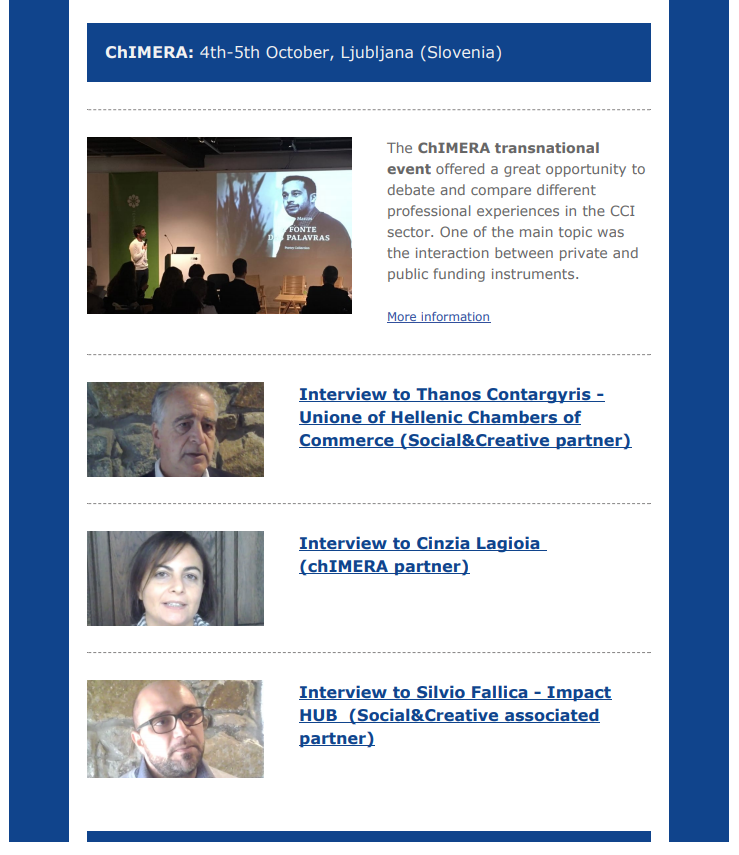 ChIMERA: 4th-5th October, Ljubljana (Slovenia)
FONTE
PALAVRAS
The ChIMERA transnational
event offered a great opportunity to
debate and compare different
professional experiences in the CCI
sector. One of the main topic was
the interaction between private and
public funding instruments.
More information
Interview to Thanos Contargyris -
Unione of Hellenic Chambers of
Commerce (Social&Creative partner)
Interview to Cinzia Lagioia
(chIMERA partner)
Interview to Silvio Fallica - Impact
HUB  (Social&Creative associated
partner)